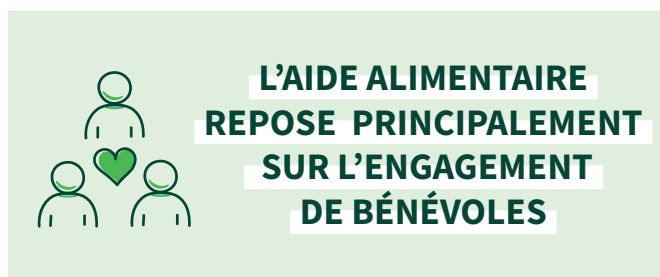 L’AIDE ALIMENTAIRE
REPOSE PRINCIPALEMENT
SUR L’ENGAGEMENT
DE BÉNÉVOLES